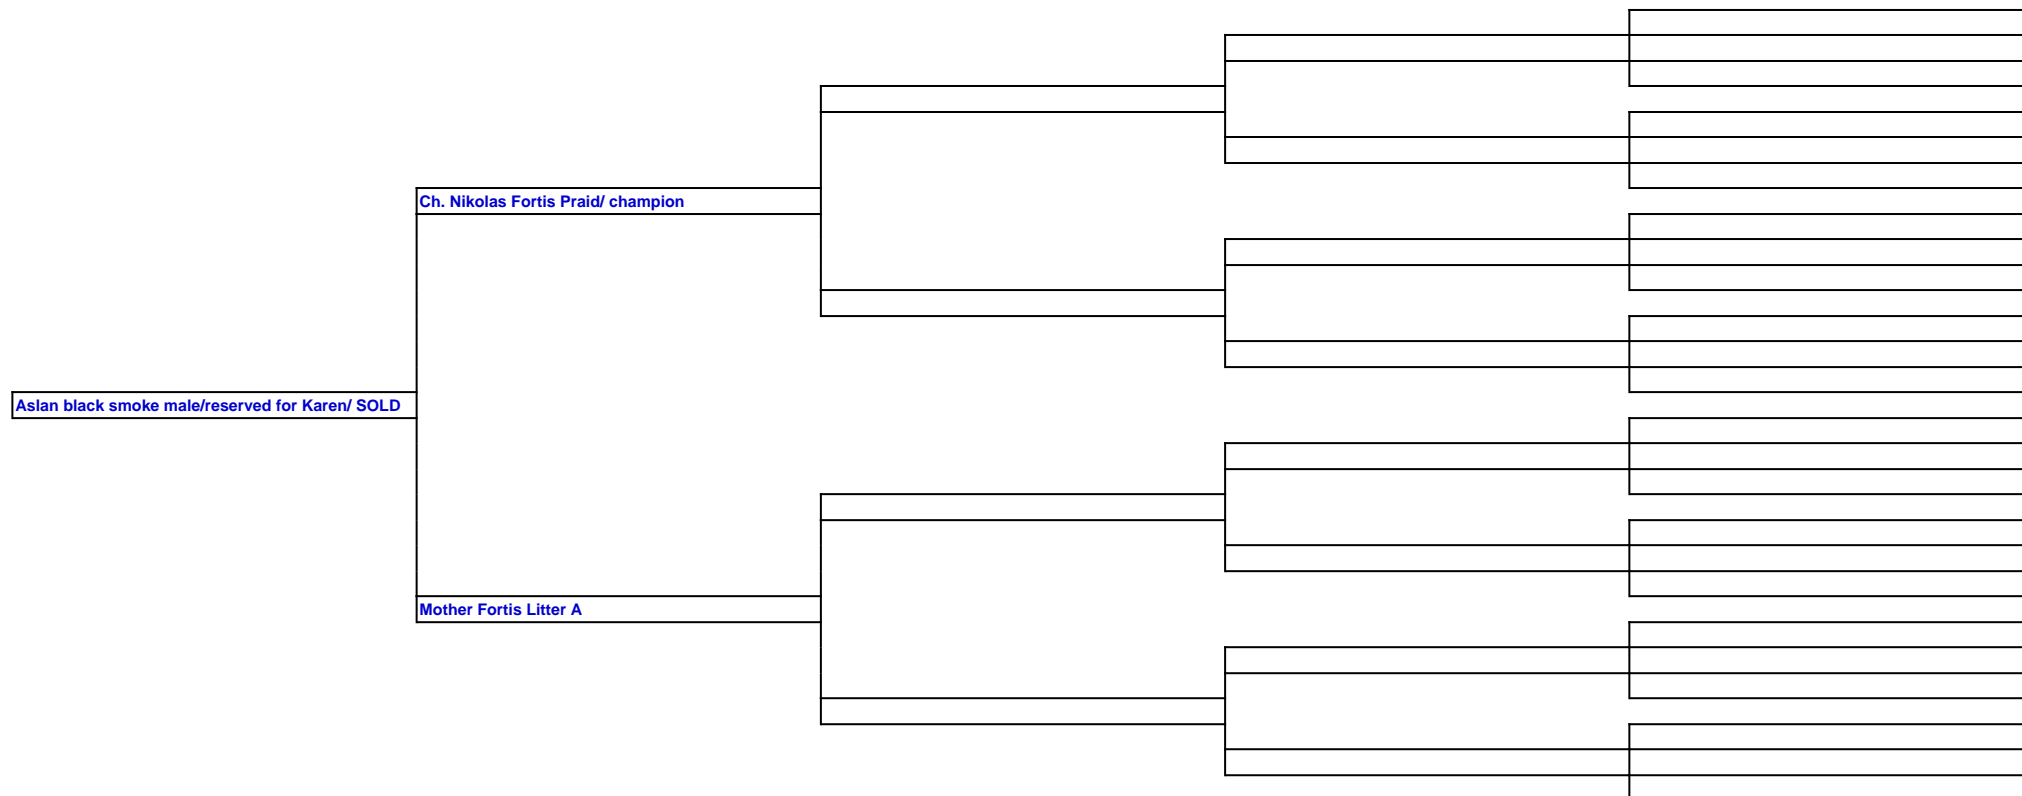 Ch. Nikolas Fortis Praid/ champion
Aslan black smoke male/reserved for Karen/ SOLD
Mother Fortis Litter A